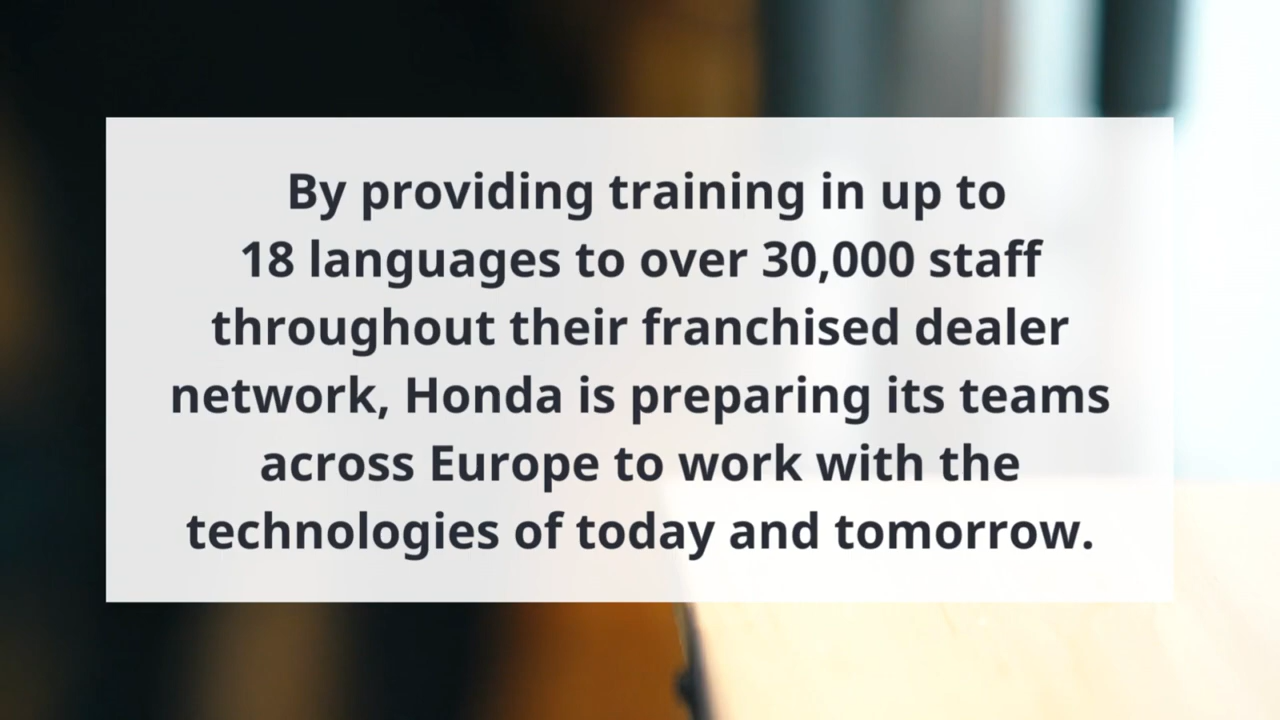 By providing training in up to
18 languages to over 30,000 staff
throughout their franchised dealer
network, Honda is preparing its teams
across Europe to work with the
technologies of today and tomorrow.